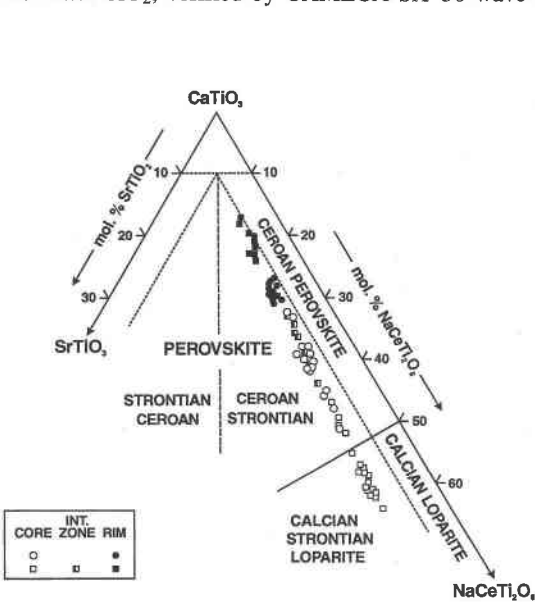 CaTiO₃
10
10
mol. % SrTiO₃
20
20
30
30
SrTiO₃
CEROAN PEROVSKITE
mol. % NaCeTi₂O₆
PEROVSKITE
40
STRONTIAN
CEROAN
CEROAN
STRONTIAN
50
CALCIAN LOPARITE
60
CALCIAN
STRONTIAN
LOPARITE
INT.
CORE ZONE RIM
NaCeTi₂O₆